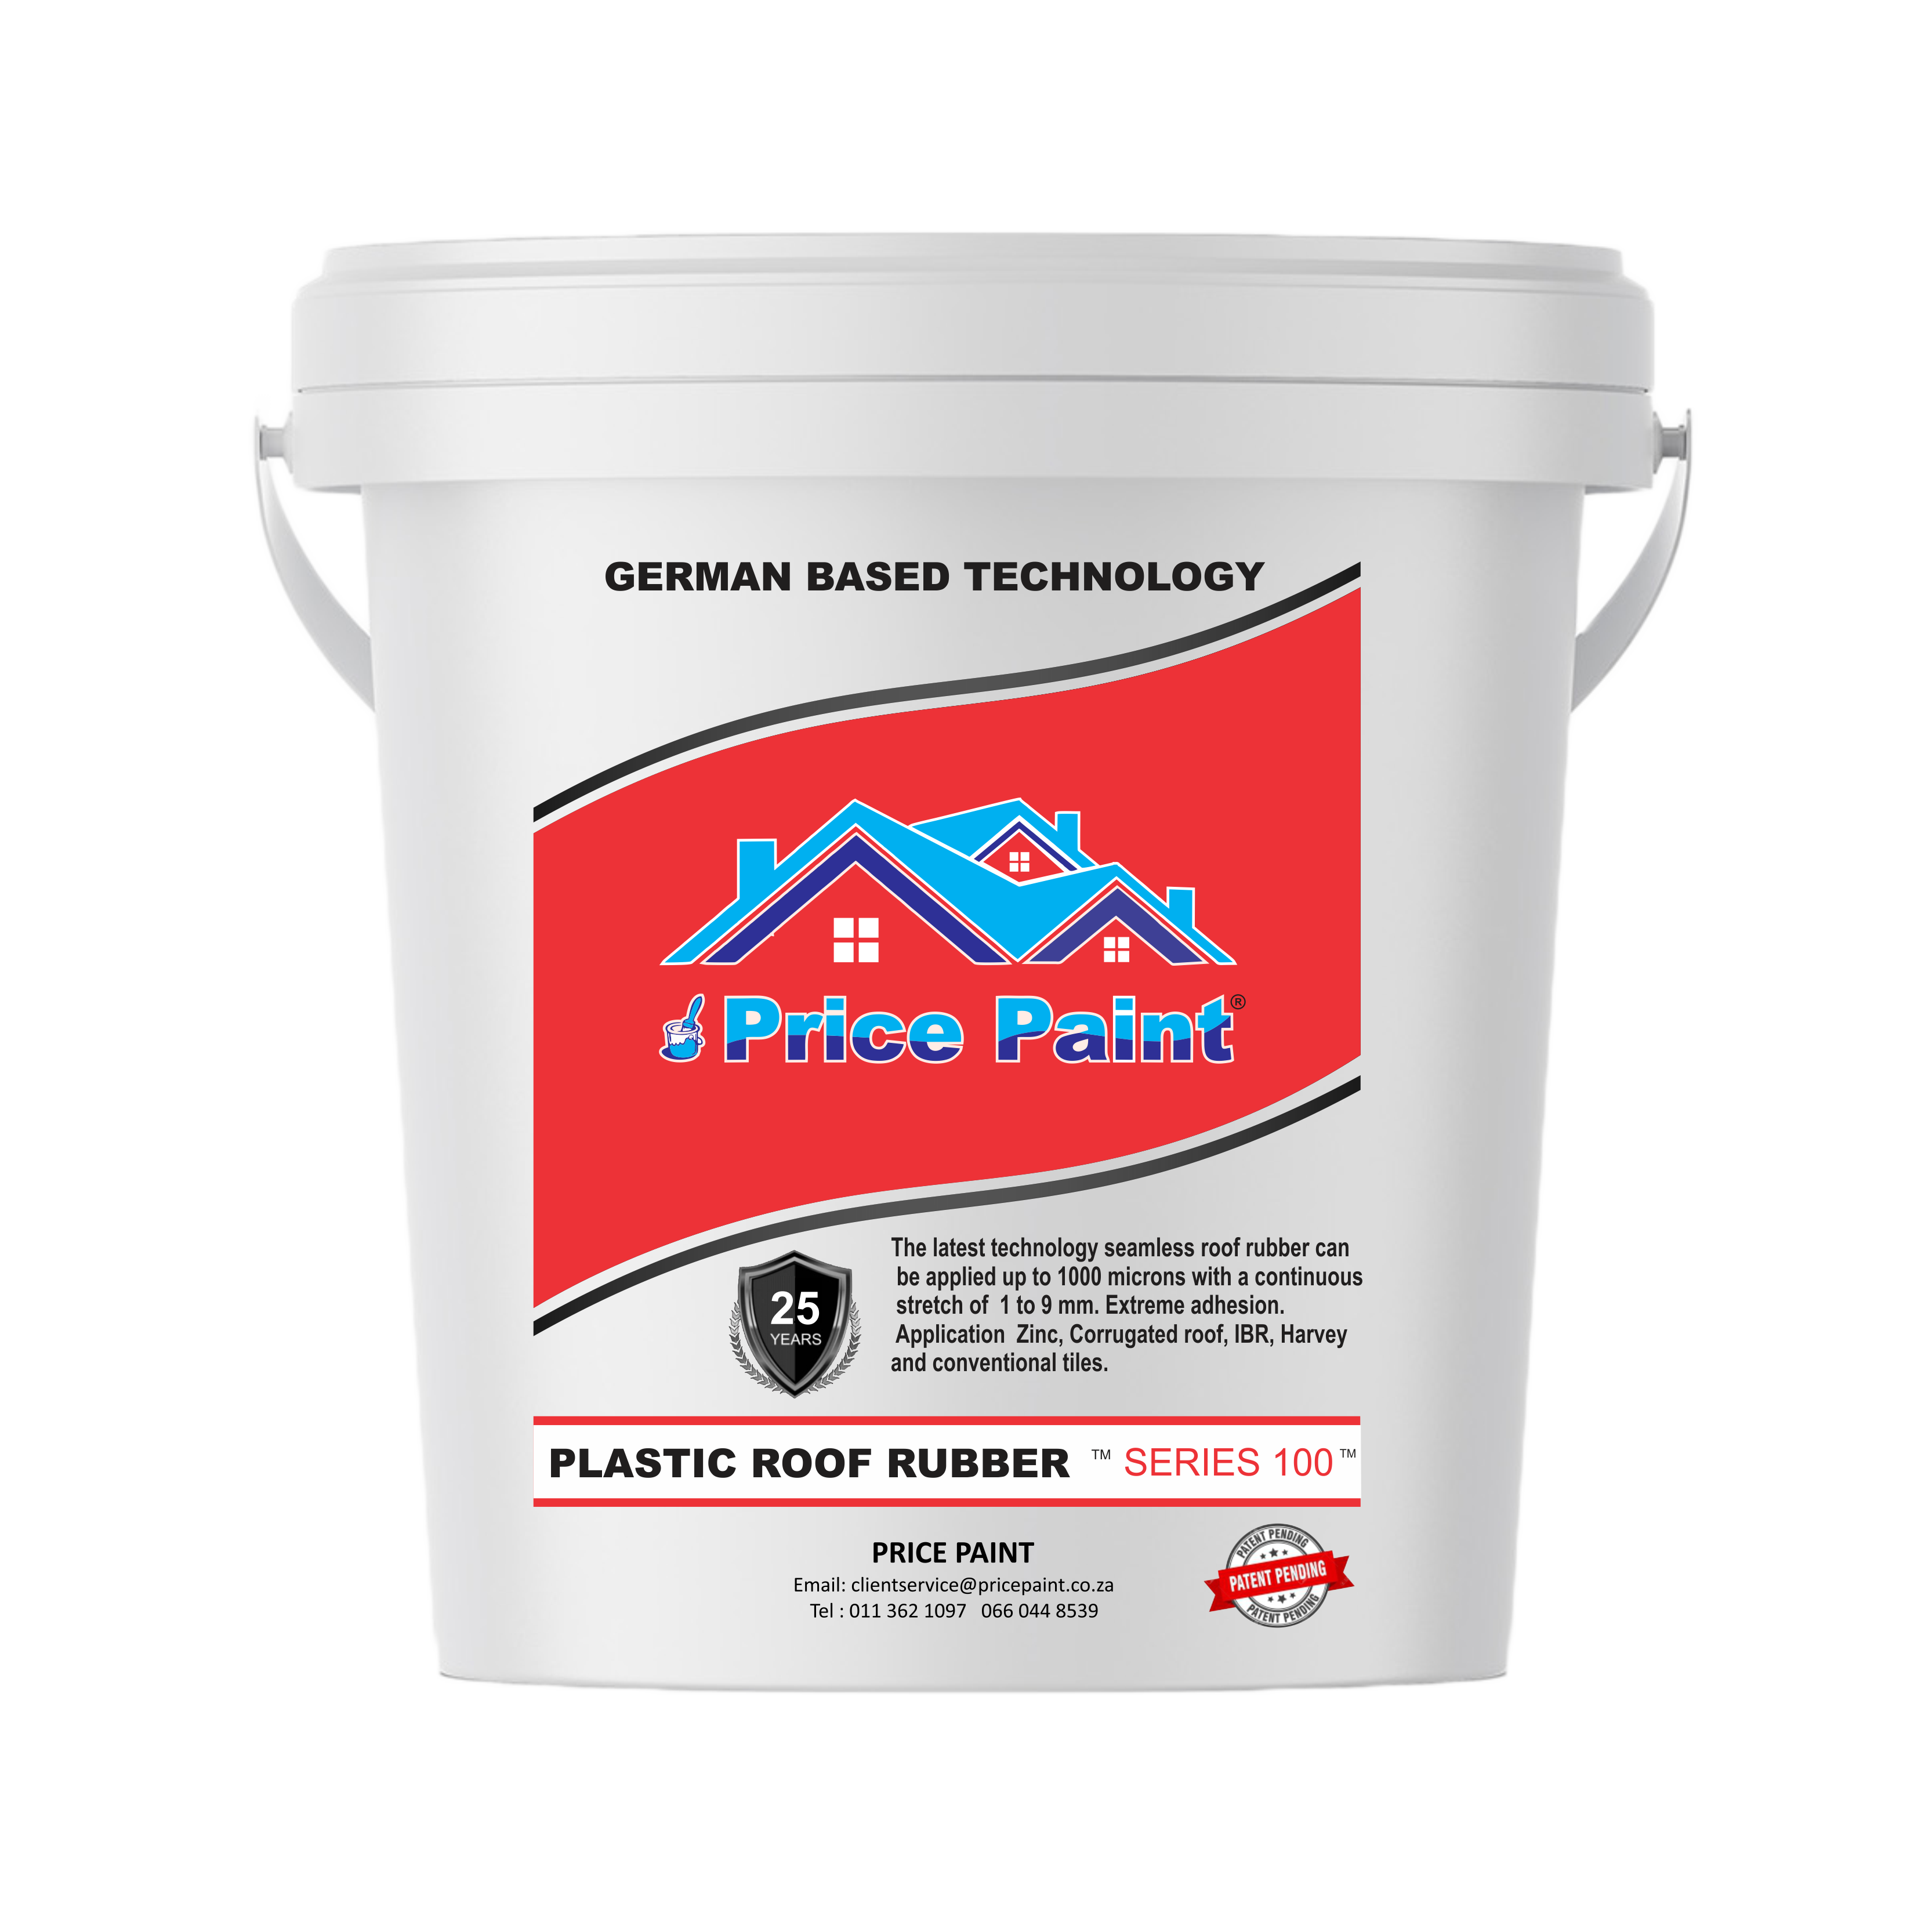 GERMAN BASED TECHNOLOGY
Price Paint®
The latest technology seamless roof rubber can
be applied up to 1000 microns with a continuous
stretch of 1 to 9 mm. Extreme adhesion.
Application Zinc, Corrugated roof, IBR, Harvey
and conventional tiles.
25
YEARS
PLASTIC ROOF RUBBER ™ SERIES 100™
PRICE PAINT
Email: clientservice@pricepaint.co.za
Tel : 011 362 1097 066 044 8539
PATENT PENDING
PATENT PENDING
PATENT PENDING